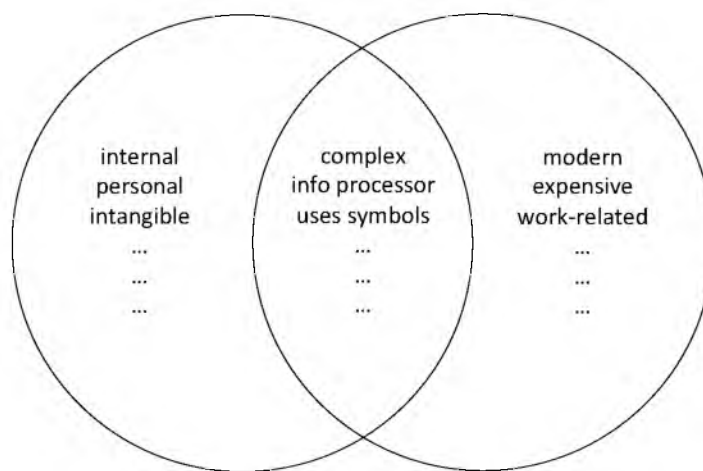 internal
personal
intangible
...
...
...
complex
info processor
uses symbols
...
...
...
modern
expensive
work-related
...
...
...